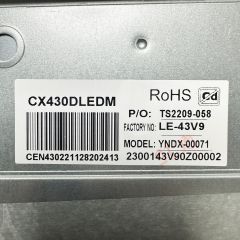 CX430DLEDM
RoHS
P/O: TS2209-058
FACTORY NO: LE-43V9
MODEL: YNDX-00071
CEN430221128202413
2300143V90Z00002